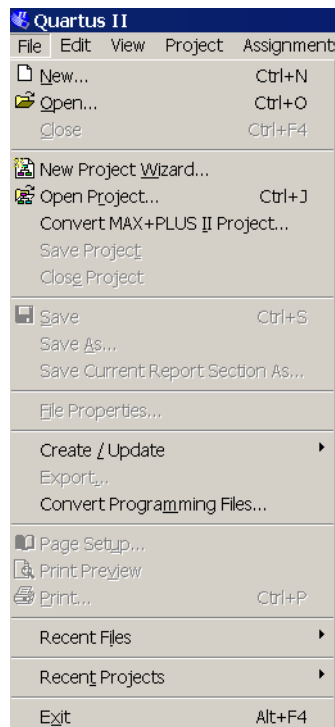 Quartus II
File Edit View Project Assignment
New... Ctrl+N
Open... Ctrl+O
Close Ctrl+F4
New Project Wizard...
Open Project... Ctrl+J
Convert MAX+PLUS II Project...
Save Project
Close Project
Save Ctrl+S
Save As...
Save Current Report Section As...
File Properties...
Create / Update
Export...
Convert Programming Files...
Page Setup...
Print Preview
Print... Ctrl+P
Recent Files
Recent Projects
Exit Alt+F4